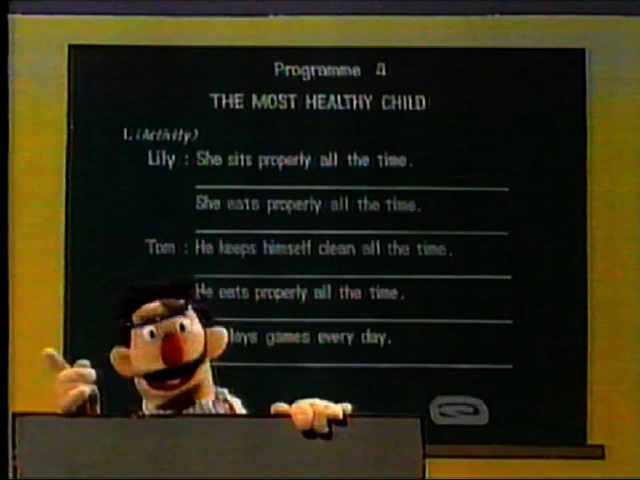 Programme 4
THE MOST HEALTHY CHILD
1. (Activity)
Lily : She sits properly all the time.
She eats properly all the time.
Tom : He keeps himself clean all the time.
He eats properly all the time.
games every day.